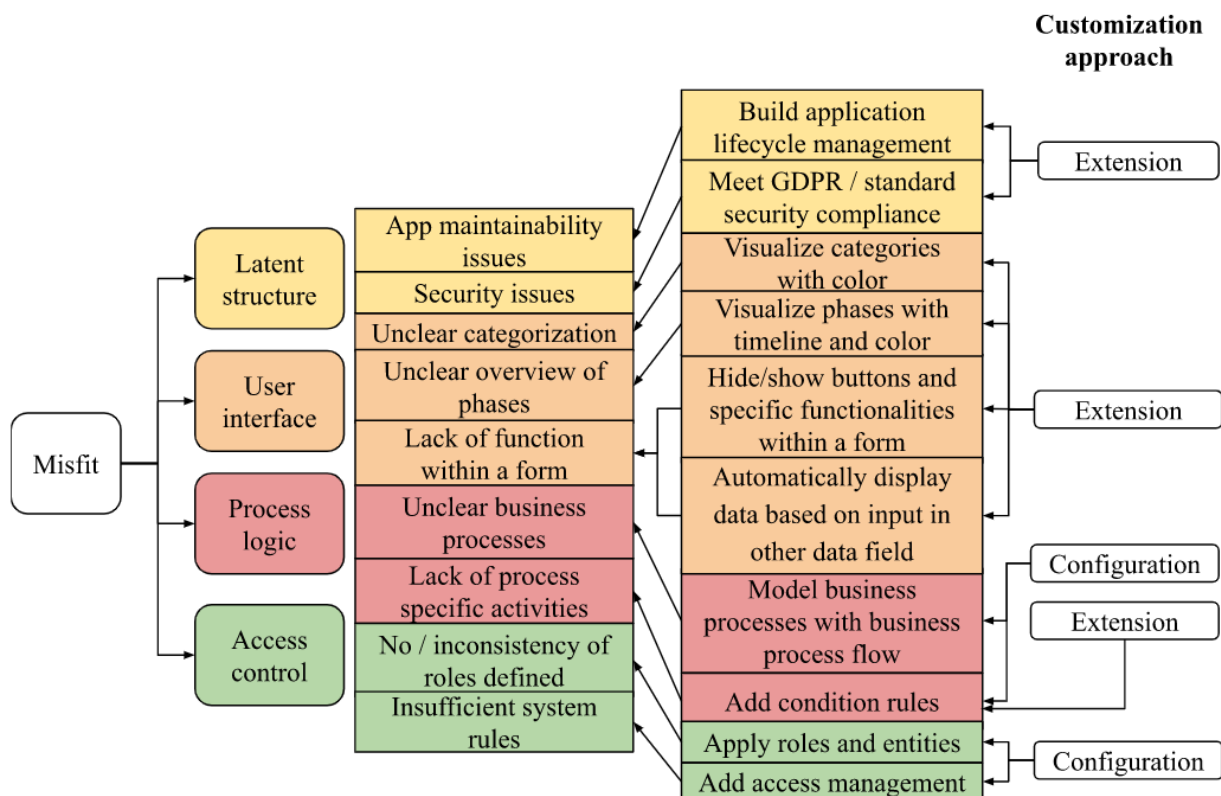 Customization
approach
Build application
lifecycle management
Extension
Meet GDPR / standard
security compliance
App maintainability
issues
Visualize categories
with color
Latent
structure
Security issues
Unclear categorization
Visualize phases with
timeline and color
User
interface
Unclear overview of
phases
Hide/show buttons and
specific functionalities
within a form
Extension
Misfit
Lack of function
within a form
Automatically display
data based on input in
other data field
Process
logic
Unclear business
processes
Configuration
Lack of process
specific activities
Model business
processes with business
process flow
Extension
Access
control
No / inconsistency of
roles defined
Add condition rules
Insufficient system
rules
Apply roles and entities
Configuration
Add access management